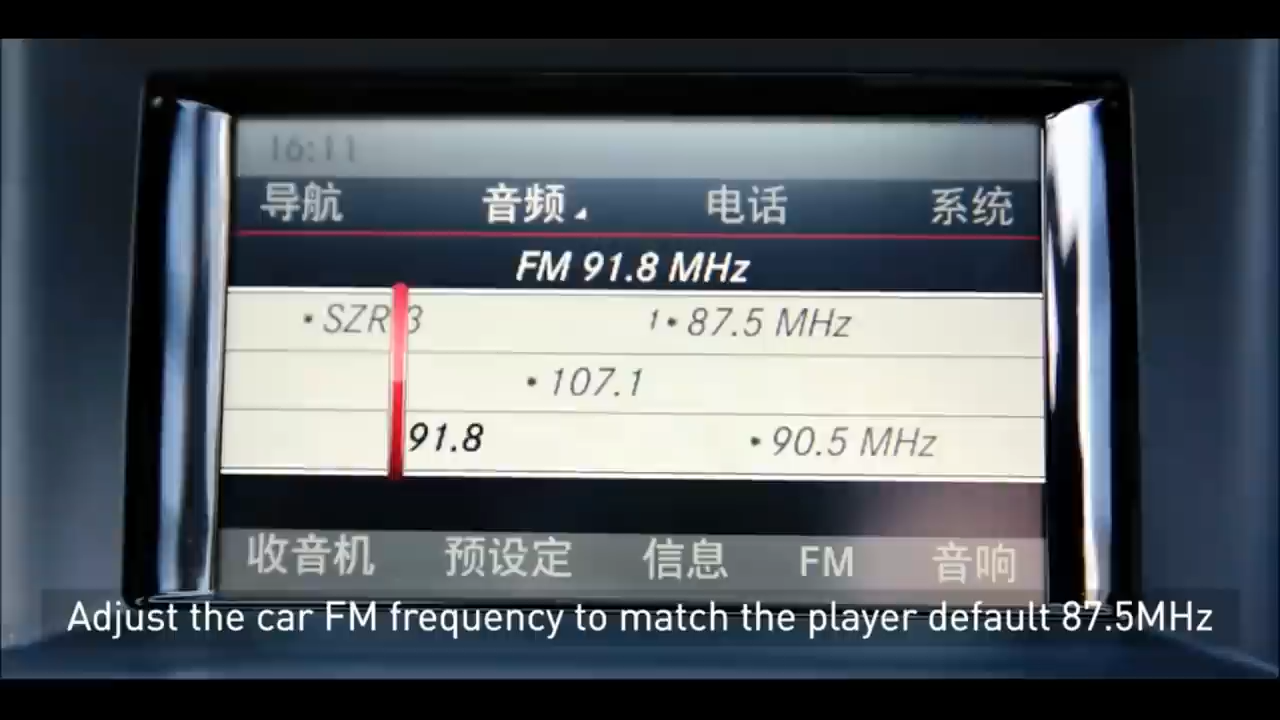 16:11
导航 音频 电话 系统
FM 91.8 MHz
• SZR 3 1 • 87.5 MHz
• 107.1
91.8 • 90.5 MHz
收音机 预设定 信息 FM 音响
Adjust the car FM frequency to match the player default 87.5MHz